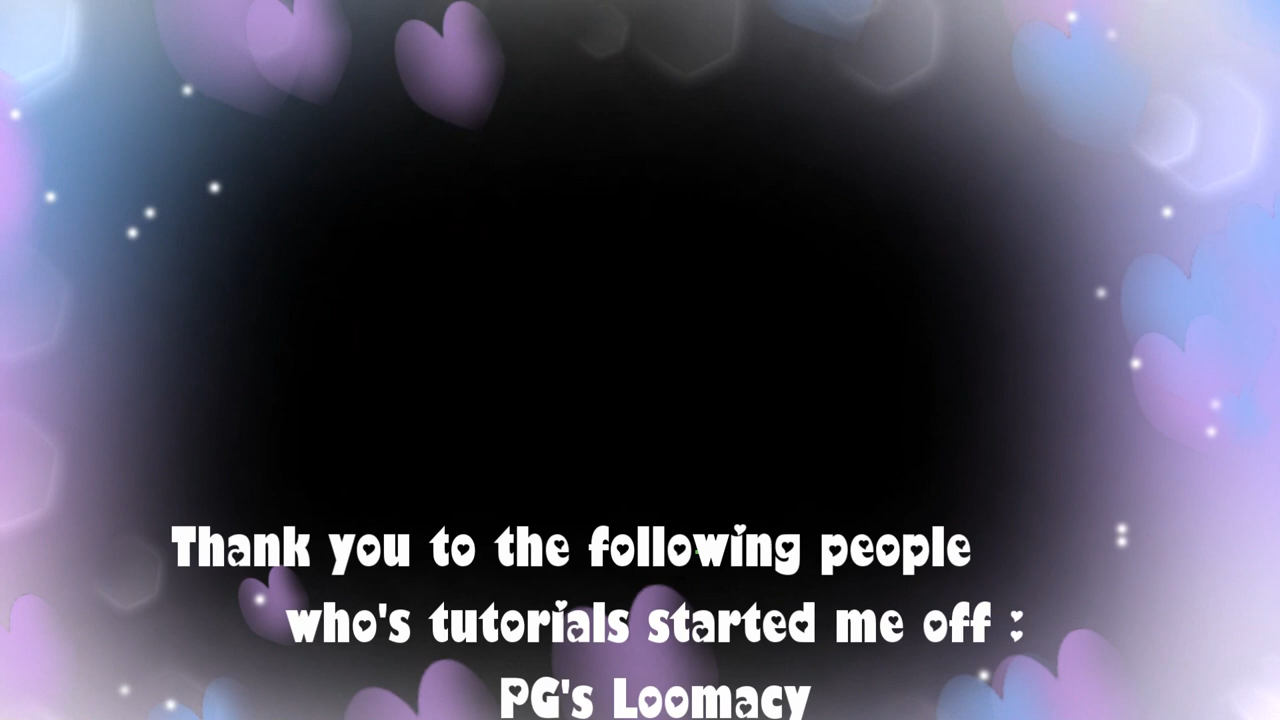 Thank you to the following people
who's tutorials started me off :
PG's Loomacy